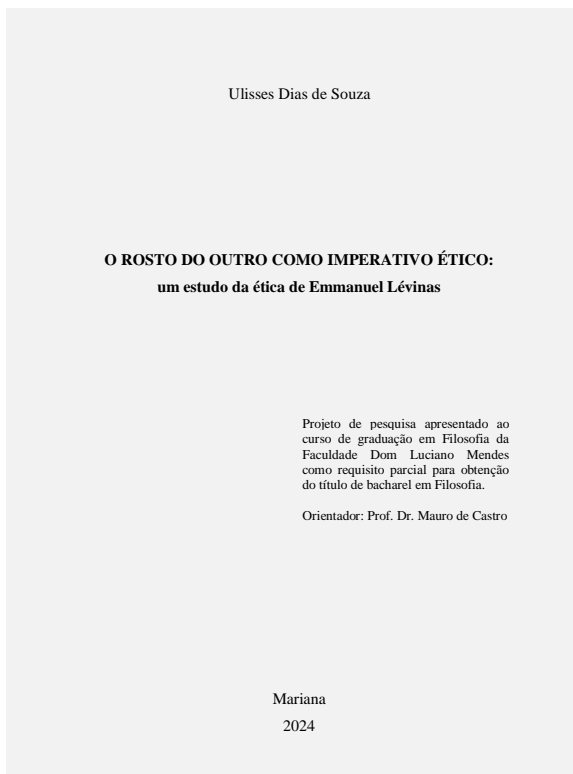 Ulisses Dias de Souza
O ROSTO DO OUTRO COMO IMPERATIVO ÉTICO:
um estudo da ética de Emmanuel Lévinas
Projeto de pesquisa apresentado ao
curso de graduação em Filosofia da
Faculdade Dom Luciano Mendes
como requisito parcial para obtenção
do título de bacharel em Filosofia.
Orientador: Prof. Dr. Mauro de Castro
Mariana
2024